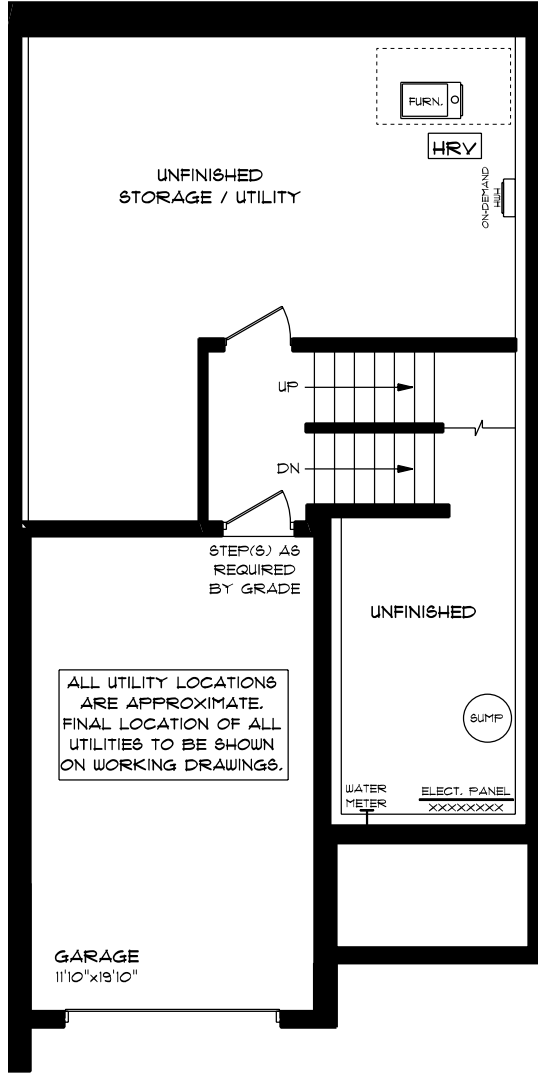 FURN.
HRV
UNFINISHED
STORAGE / UTILITY
ON-DEMAND
HWH
UP
DN
STEP(S) AS
REQUIRED
BY GRADE
UNFINISHED
ALL UTILITY LOCATIONS
ARE APPROXIMATE.
FINAL LOCATION OF ALL
UTILITIES TO BE SHOWN
ON WORKING DRAWINGS.
SUMP
WATER
METER
ELECT. PANEL
XXXXXXXX
GARAGE
11'10"x19'10"